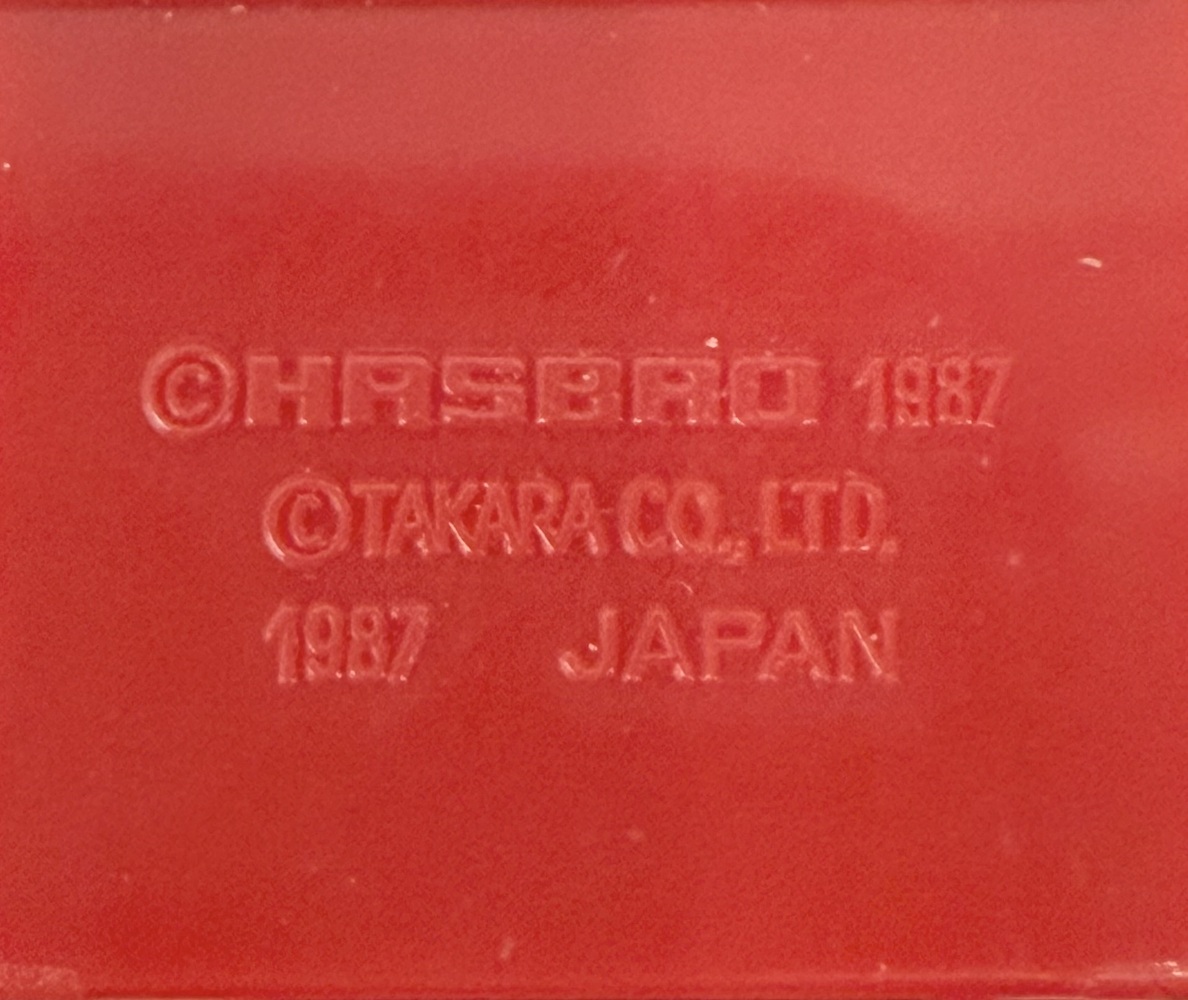 ©HASBRO 1987
©TAKARA CO., LTD.
1987 JAPAN